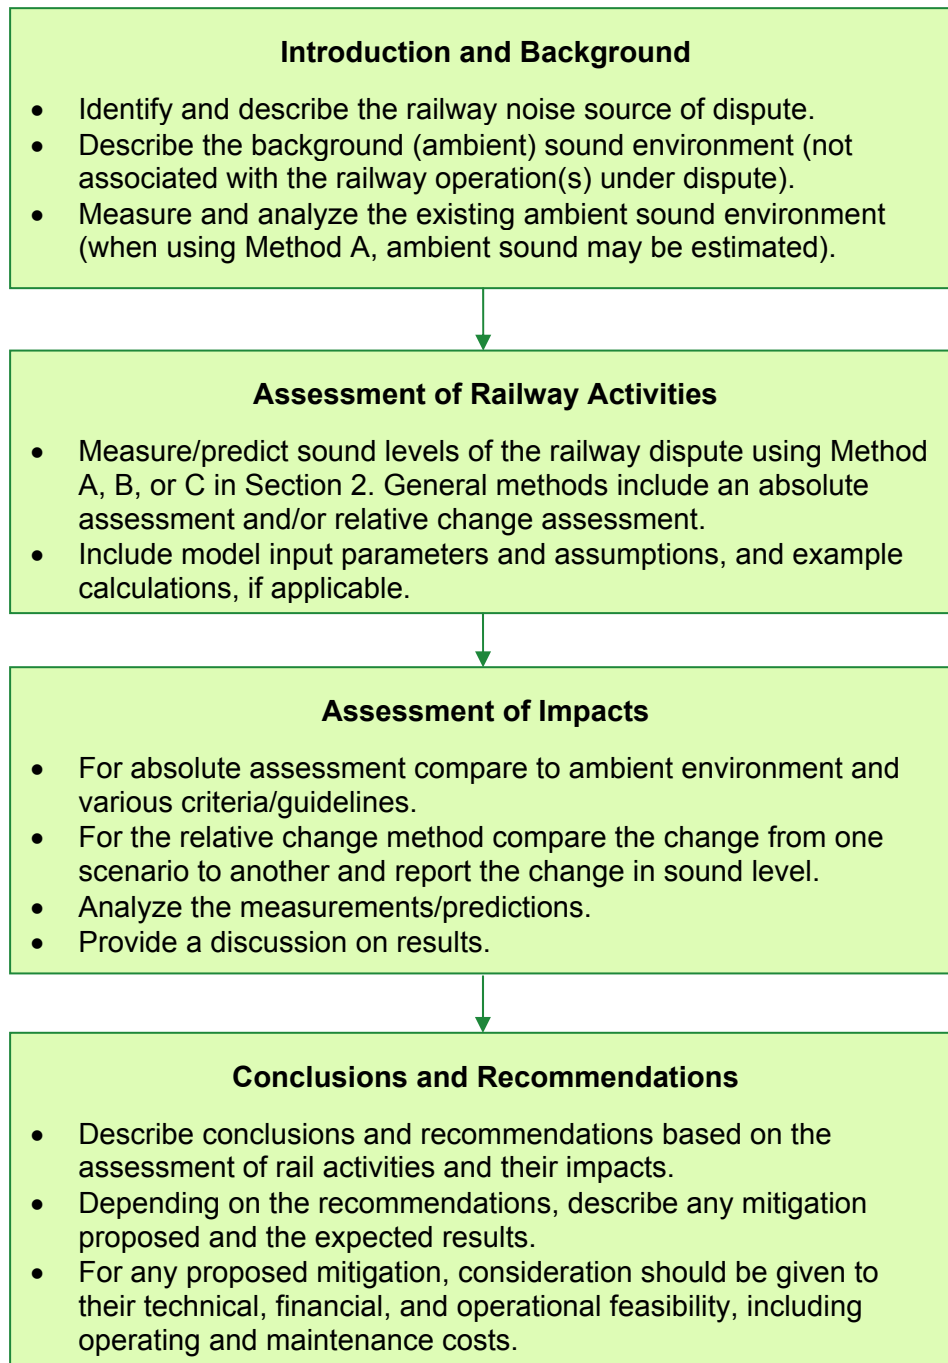 Introduction and Background
• Identify and describe the railway noise source of dispute.
• Describe the background (ambient) sound environment (not
associated with the railway operation(s) under dispute).
• Measure and analyze the existing ambient sound environment
(when using Method A, ambient sound may be estimated).
Assessment of Railway Activities
• Measure/predict sound levels of the railway dispute using Method
A, B, or C in Section 2. General methods include an absolute
assessment and/or relative change assessment.
• Include model input parameters and assumptions, and example
calculations, if applicable.
Assessment of Impacts
• For absolute assessment compare to ambient environment and
various criteria/guidelines.
• For the relative change method compare the change from one
scenario to another and report the change in sound level.
• Analyze the measurements/predictions.
• Provide a discussion on results.
Conclusions and Recommendations
• Describe conclusions and recommendations based on the
assessment of rail activities and their impacts.
• Depending on the recommendations, describe any mitigation
proposed and the expected results.
• For any proposed mitigation, consideration should be given to
their technical, financial, and operational feasibility, including
operating and maintenance costs.